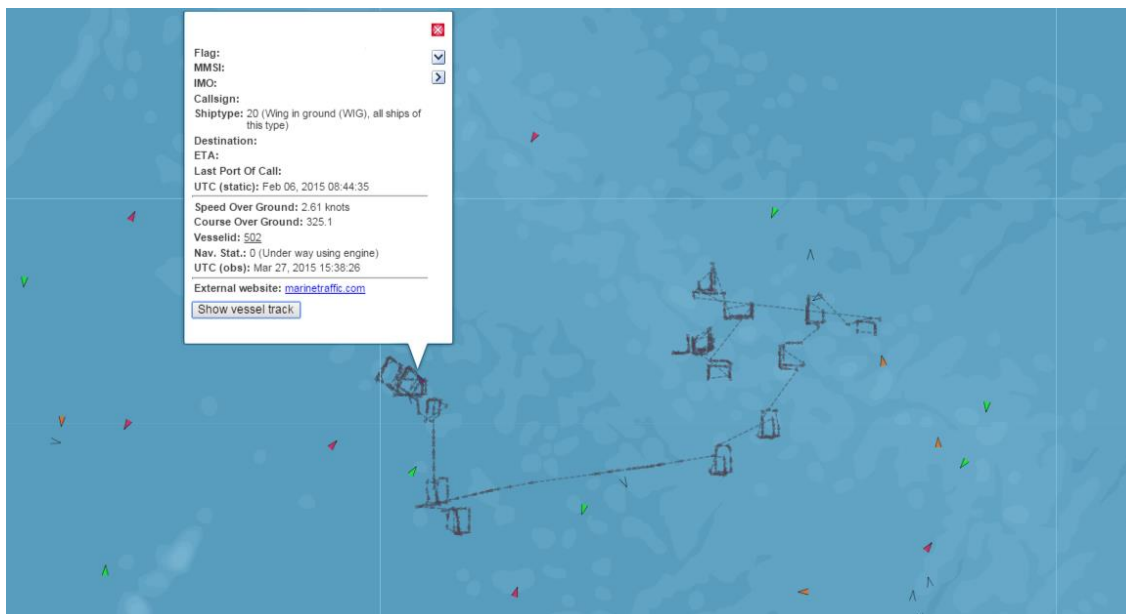 Flag:
MMSI:
IMO:
Callsign:
Shiptype: 20 (Wing in ground (WIG), all ships of
this type)
Destination:
ETA:
Last Port Of Call:
UTC (static): Feb 06, 2015 08:44:35
Speed Over Ground: 2.61 knots
Course Over Ground: 325.1
Vesselid: 502
Nav. Stat.: 0 (Under way using engine)
UTC (obs): Mar 27, 2015 15:38:26
External website: marinetraffic.com
Show vessel track